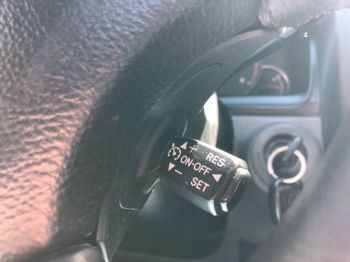 + RES
ON-OFF
- SET